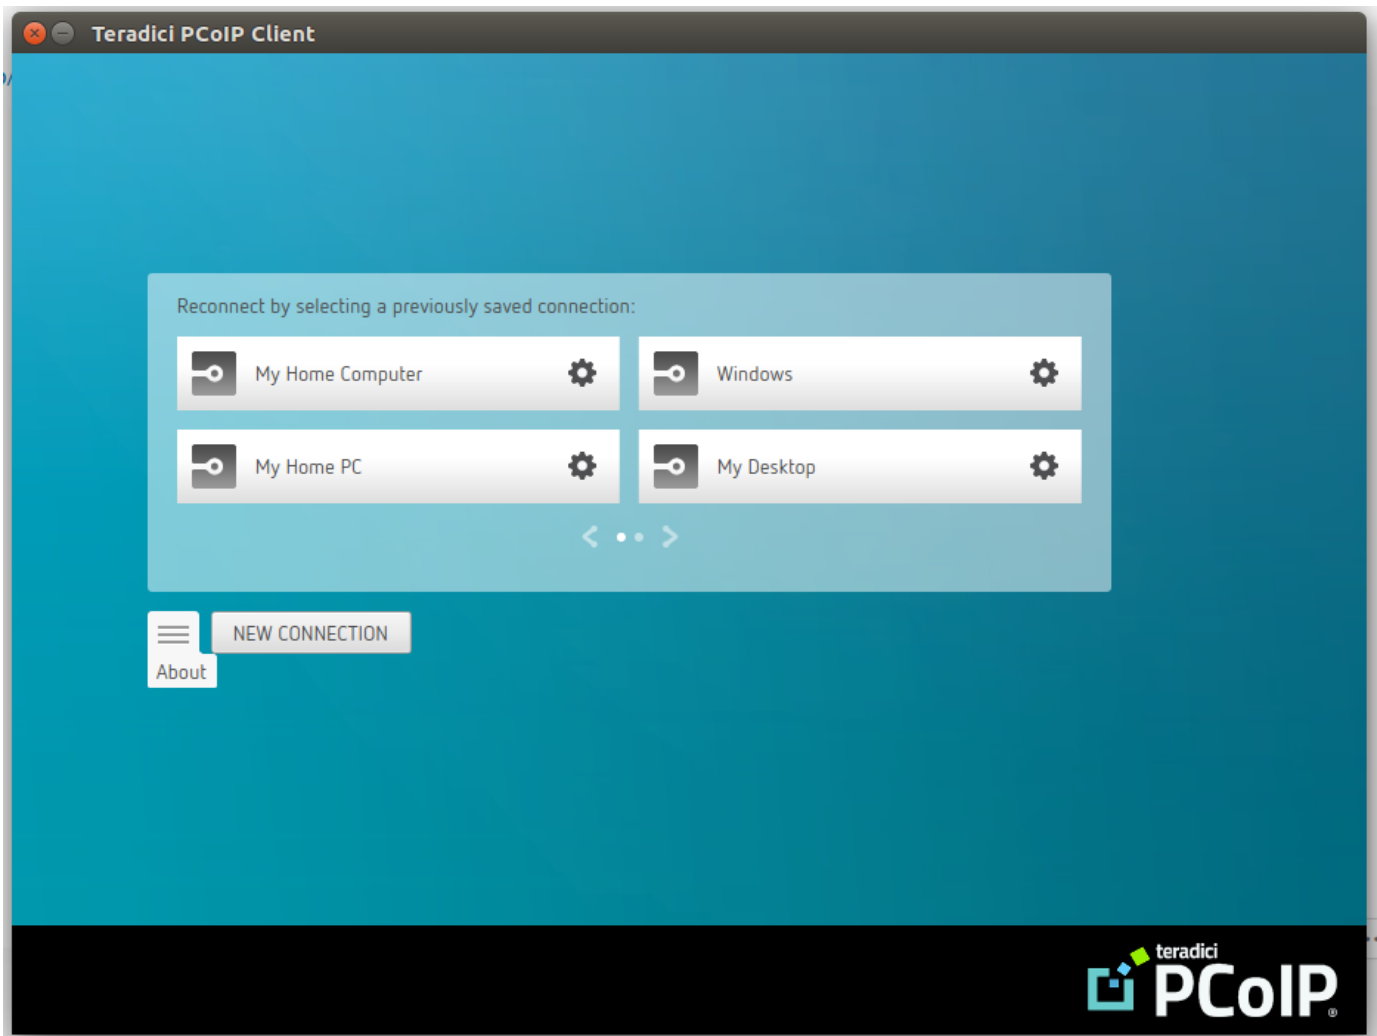 Teradici PCoIP Client
Reconnect by selecting a previously saved connection:
My Home Computer
Windows
My Home PC
My Desktop
NEW CONNECTION
About
teradici
PCoIP®